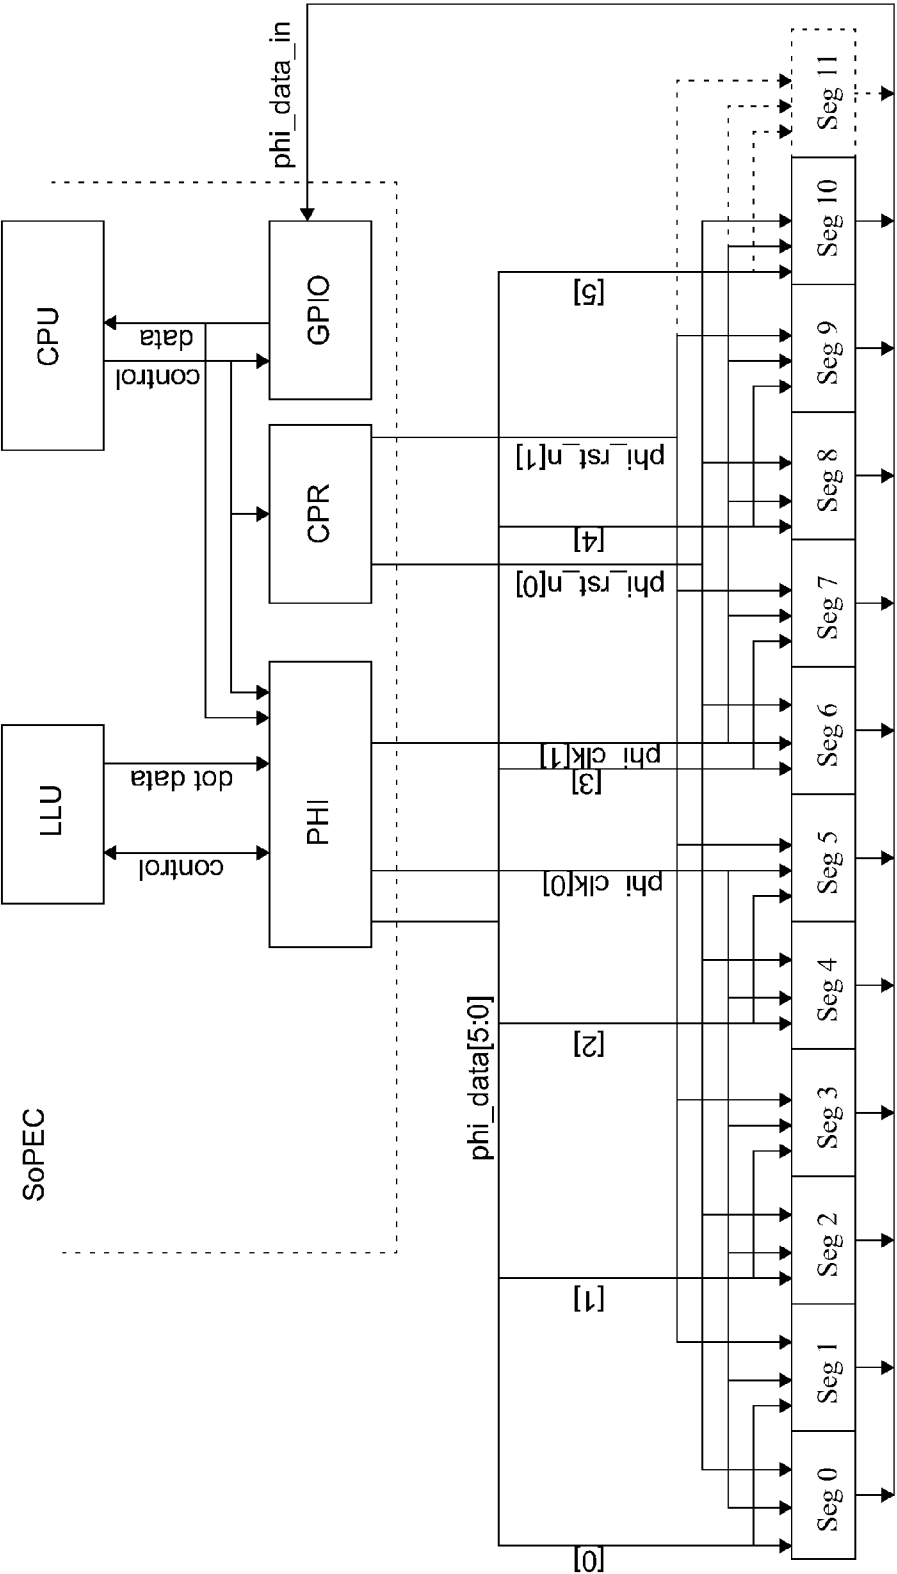 SoPEC
LLU
CPU
control
dot data
control
data
PHI
CPR
GPIO
phi_data_in
phi_data[5:0]
phi_clk[0]
phi_clk[1]
phi_rst_n[0]
phi_rst_n[1]
[0]
[1]
[2]
[3]
[4]
[5]
Seg 0
Seg 1
Seg 2
Seg 3
Seg 4
Seg 5
Seg 6
Seg 7
Seg 8
Seg 9
Seg 10
Seg 11